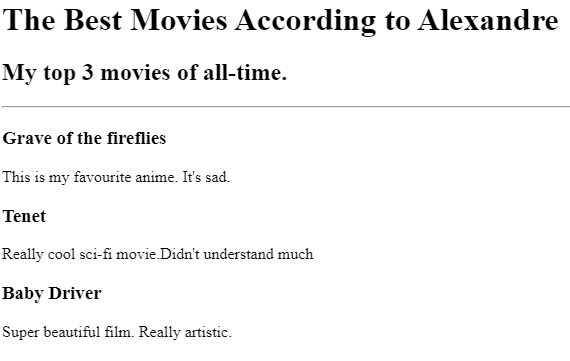 The Best Movies According to Alexandre
My top 3 movies of all-time.
Grave of the fireflies
This is my favourite anime. It's sad.
Tenet
Really cool sci-fi movie.Didn't understand much
Baby Driver
Super beautiful film. Really artistic.